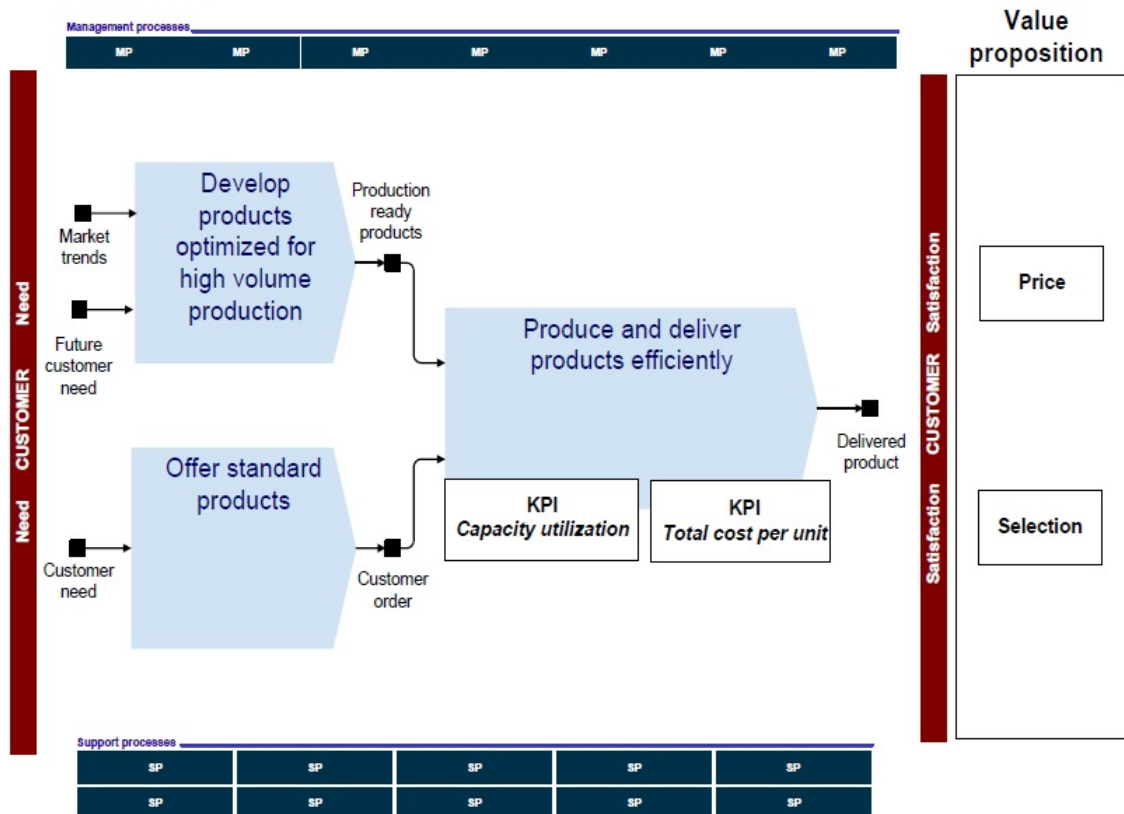 Management processes
MP MP MP MP MP MP MP
Value
proposition
Need
CUSTOMER
Need
Develop
products
optimized for
high volume
production
Market
trends
Future
customer
need
Production
ready
products
Offer standard
products
Customer
need
Customer
order
Produce and deliver
products efficiently
KPI
Capacity utilization
KPI
Total cost per unit
Delivered
product
Satisfaction
CUSTOMER
Satisfaction
Price
Selection
Support processes
SP SP SP SP SP
SP SP SP SP SP